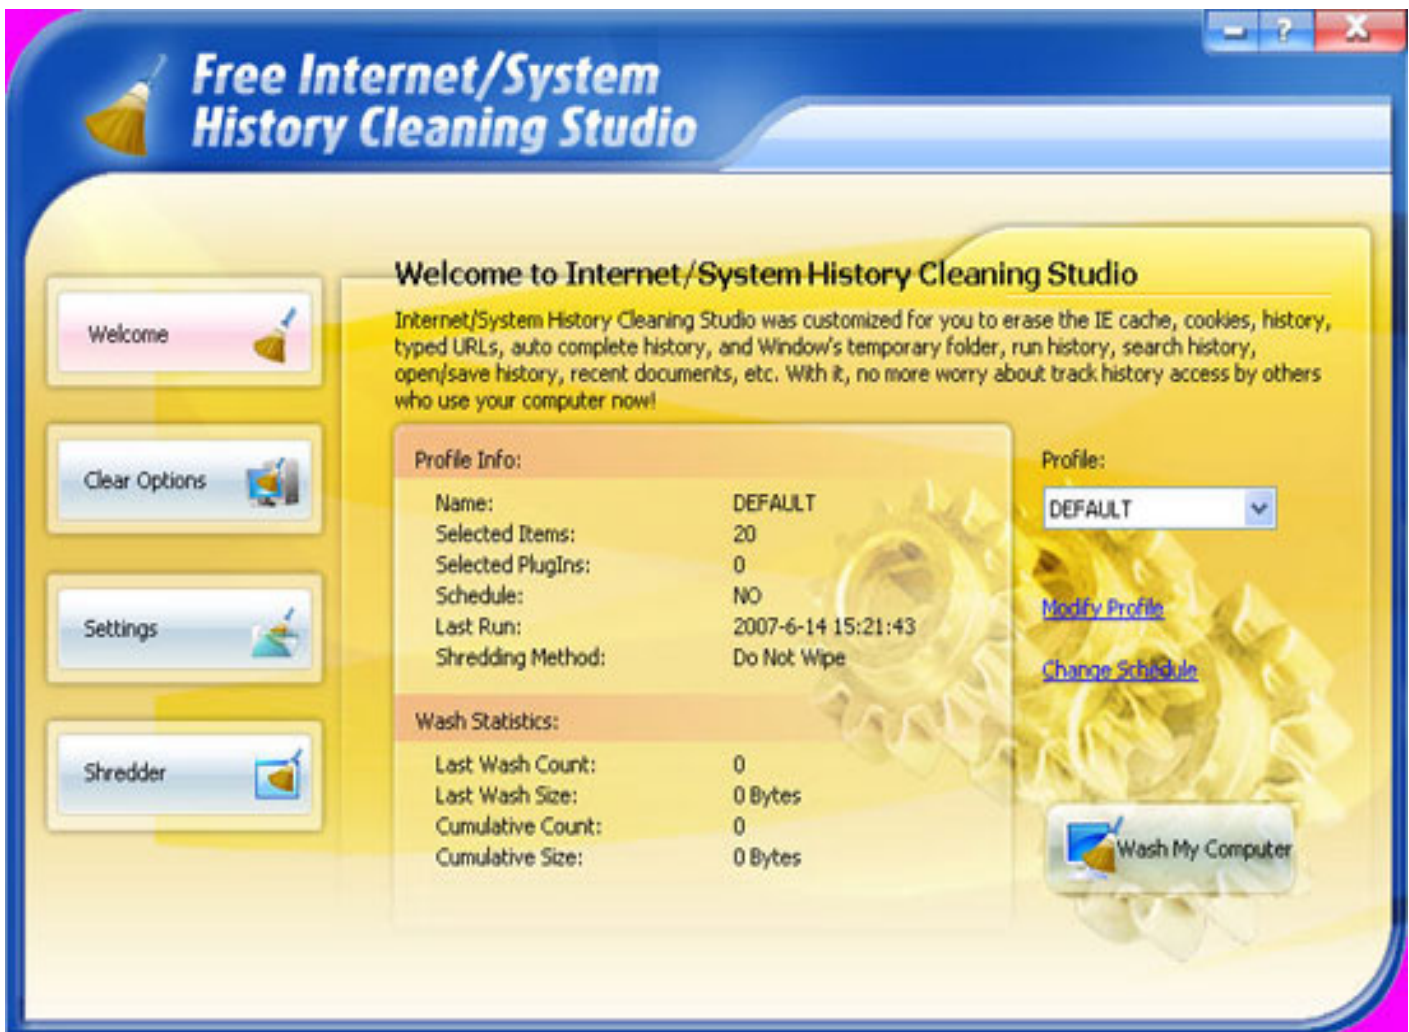 Free Internet/System
History Cleaning Studio
Welcome to Internet/System History Cleaning Studio
Internet/System History Cleaning Studio was customized for you to erase the IE cache, cookies, history,
typed URLs, auto complete history, and Window's temporary folder, run history, search history,
open/save history, recent documents, etc. With it, no more worry about track history access by others
who use your computer now!
Welcome
Clear Options
Settings
Shredder
Profile Info:
Name: DEFAULT
Selected Items: 20
Selected PlugIns: 0
Schedule: NO
Last Run: 2007-6-14 15:21:43
Shredding Method: Do Not Wipe
Wash Statistics:
Last Wash Count: 0
Last Wash Size: 0 Bytes
Cumulative Count: 0
Cumulative Size: 0 Bytes
Profile:
DEFAULT
Modify Profile
Change Schedule
Wash My Computer